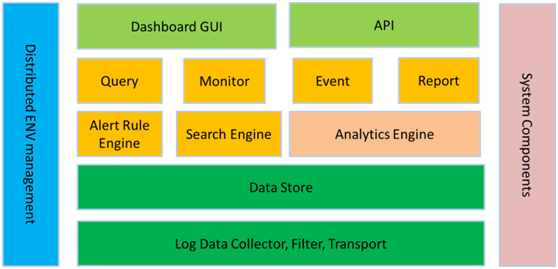 Distributed ENV management
Dashboard GUI
API
Query
Monitor
Event
Report
Alert Rule
Engine
Search Engine
Analytics Engine
Data Store
Log Data Collector, Filter, Transport
System Components